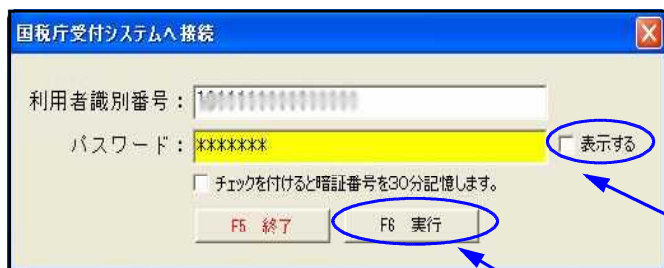 国税庁受付システムへ接続
利用者識別番号：
パスワード： ******* 表示する
チェックを付けると暗証番号を30分記憶します。
F5 終了 F6 実行